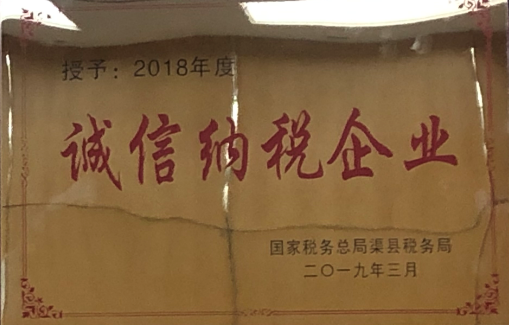 授予：2018年度
诚信纳税企业
国家税务总局渠县税务局
二〇一九年三月